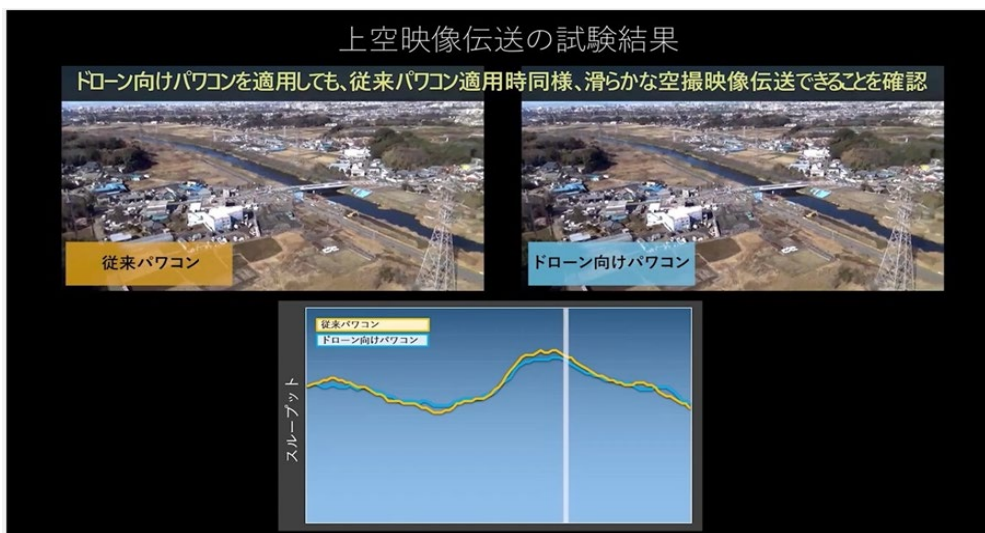 上空映像伝送の試験結果
ドローン向けパワコンを適用しても、従来パワコン適用時同様、滑らかな空撮映像伝送できることを確認
従来パワコン
ドローン向けパワコン
従来パワコン
ドローン向けパワコン
スループット